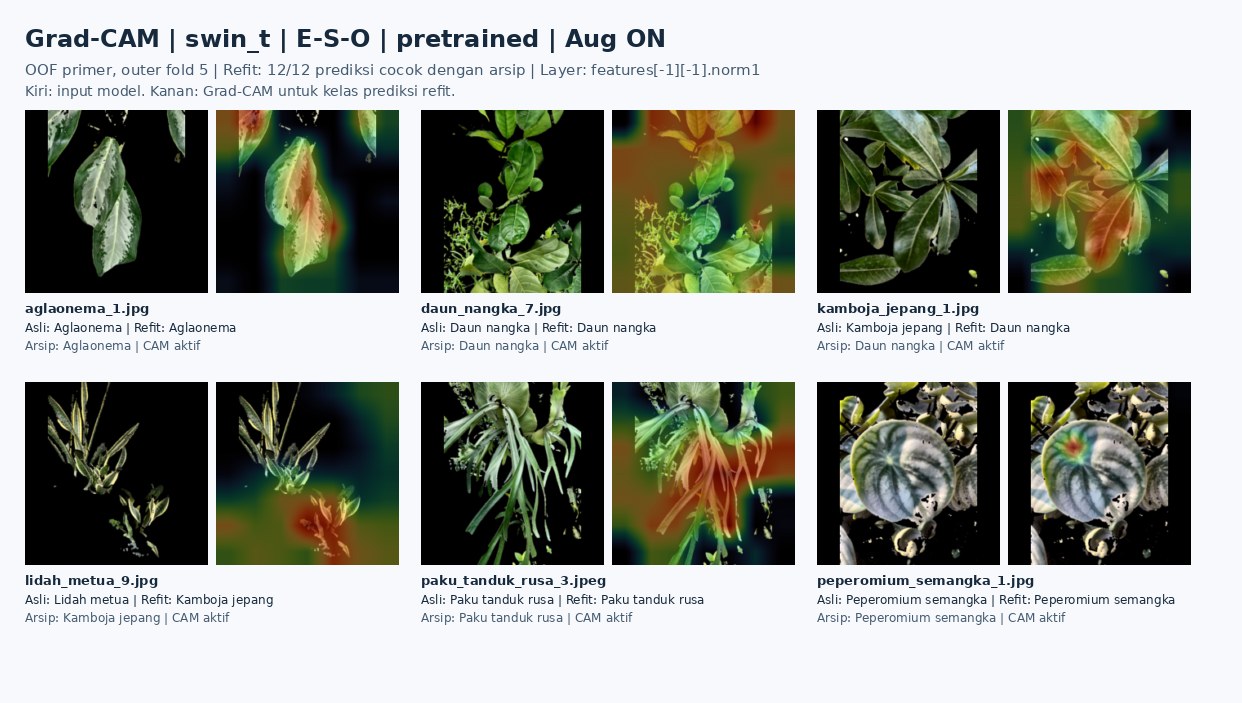 Grad-CAM | swin_t | E-S-O | pretrained | Aug ON
OOF primer, outer fold 5 | Refit: 12/12 prediksi cocok dengan arsip | Layer: features[-1][-1].norm1
Kiri: input model. Kanan: Grad-CAM untuk kelas prediksi refit.
aglaonema_1.jpg
Asli: Aglaonema | Refit: Aglaonema
Arsip: Aglaonema | CAM aktif
daun_nangka_7.jpg
Asli: Daun nangka | Refit: Daun nangka
Arsip: Daun nangka | CAM aktif
kamboja_jepang_1.jpg
Asli: Kamboja jepang | Refit: Daun nangka
Arsip: Daun nangka | CAM aktif
lidah_metua_9.jpg
Asli: Lidah metua | Refit: Kamboja jepang
Arsip: Kamboja jepang | CAM aktif
paku_tanduk_rusa_3.jpeg
Asli: Paku tanduk rusa | Refit: Paku tanduk rusa
Arsip: Paku tanduk rusa | CAM aktif
peperomium_semangka_1.jpg
Asli: Peperomium semangka | Refit: Peperomium semangka
Arsip: Peperomium semangka | CAM aktif